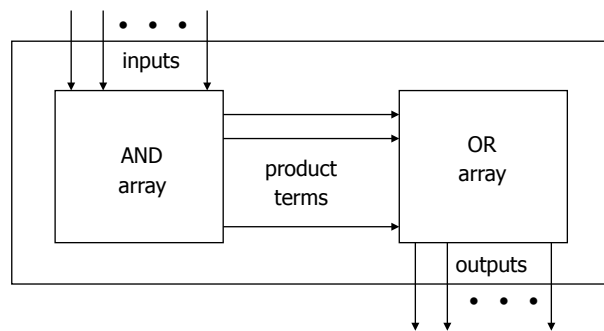 inputs
AND
array
product
terms
OR
array
outputs